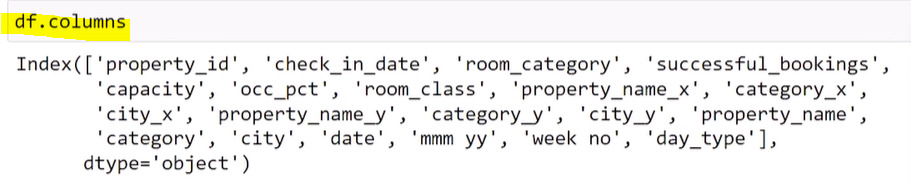 df.columns
Index(['property_id', 'check_in_date', 'room_category', 'successful_bookings',
'capacity', 'occ_pct', 'room_class', 'property_name_x', 'category_x',
'city_x', 'property_name_y', 'category_y', 'city_y', 'property_name',
'category', 'city', 'date', 'mmm yy', 'week no', 'day_type'],
dtype='object')